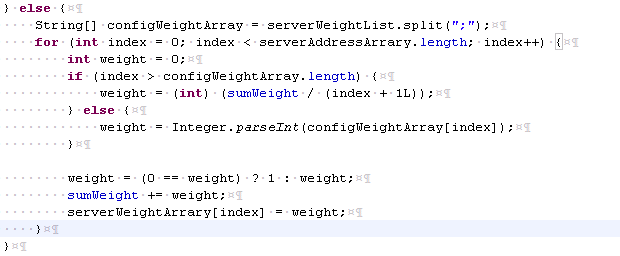 } else {
    String[] configWeightArray = serverWeightList.split(";");
    for (int index = 0; index < serverAddressArrary.length; index++) {
        int weight = 0;
        if (index > configWeightArray.length) {
            weight = (int) (sumWeight / (index + 1L));
        } else {
            weight = Integer.parseInt(configWeightArray[index]);
        }

        weight = (0 == weight) ? 1 : weight;
        sumWeight += weight;
        serverWeightArrary[index] = weight;
    }
}